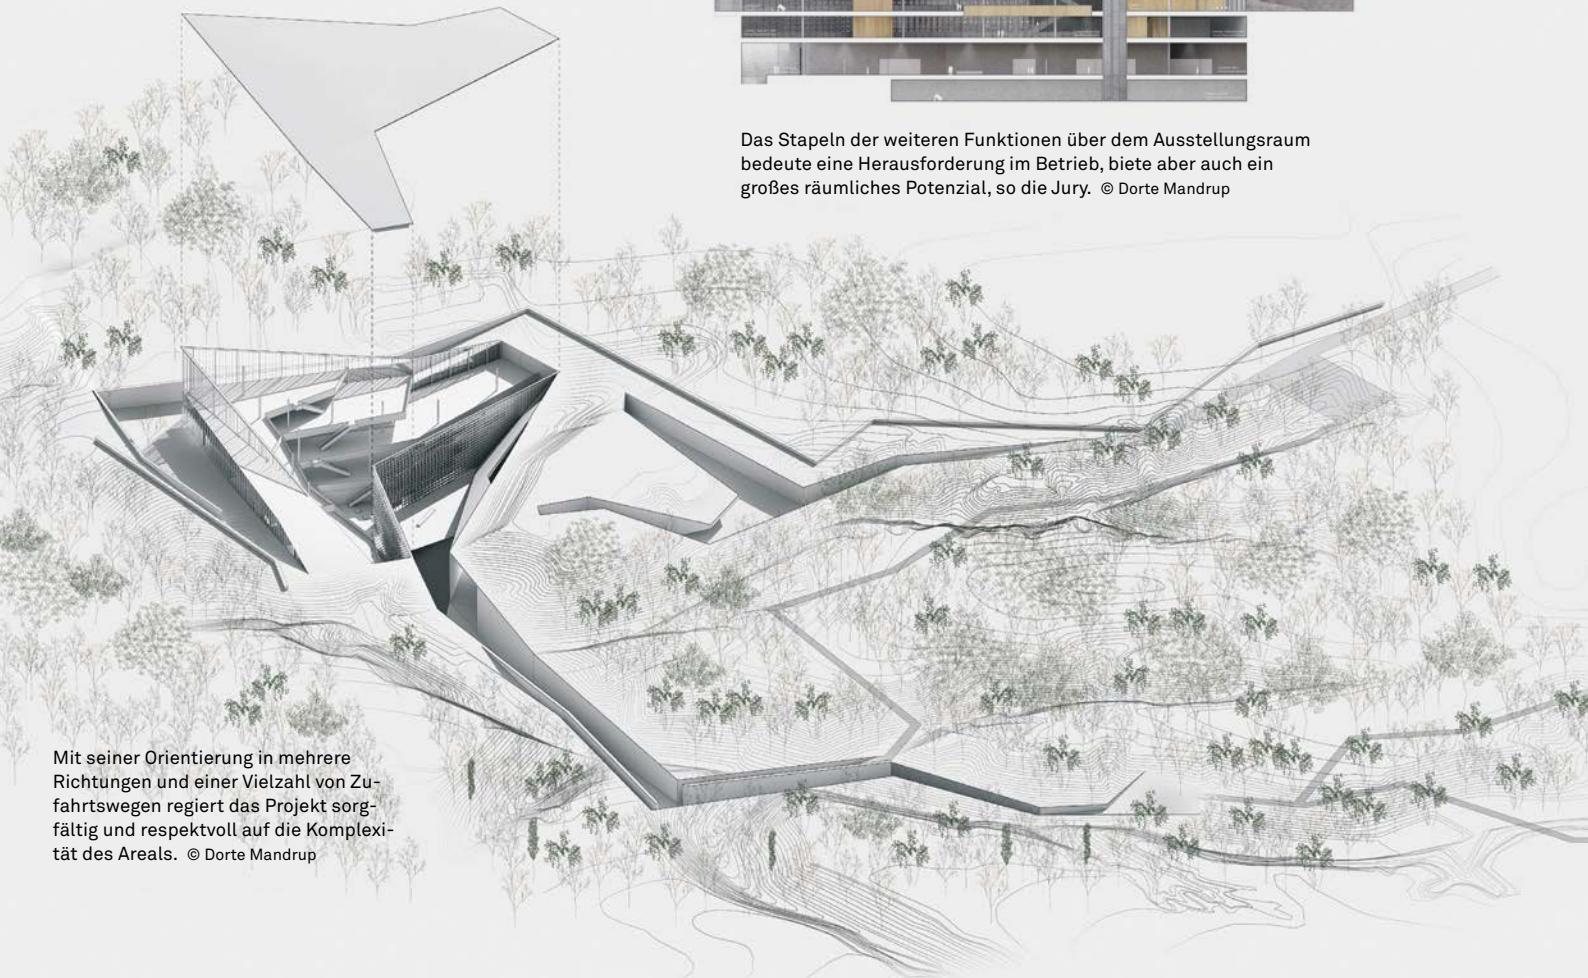 Das Stapeln der weiteren Funktionen über dem Ausstellungsraum
bedeute eine Herausforderung im Betrieb, biete aber auch ein
großes räumliches Potenzial, so die Jury. © Dorte Mandrup
Mit seiner Orientierung in mehrere
Richtungen und einer Vielzahl von Zu-
fahrtswegen regiert das Projekt sorg-
fältig und respektvoll auf die Komplexi-
tät des Areals. © Dorte Mandrup